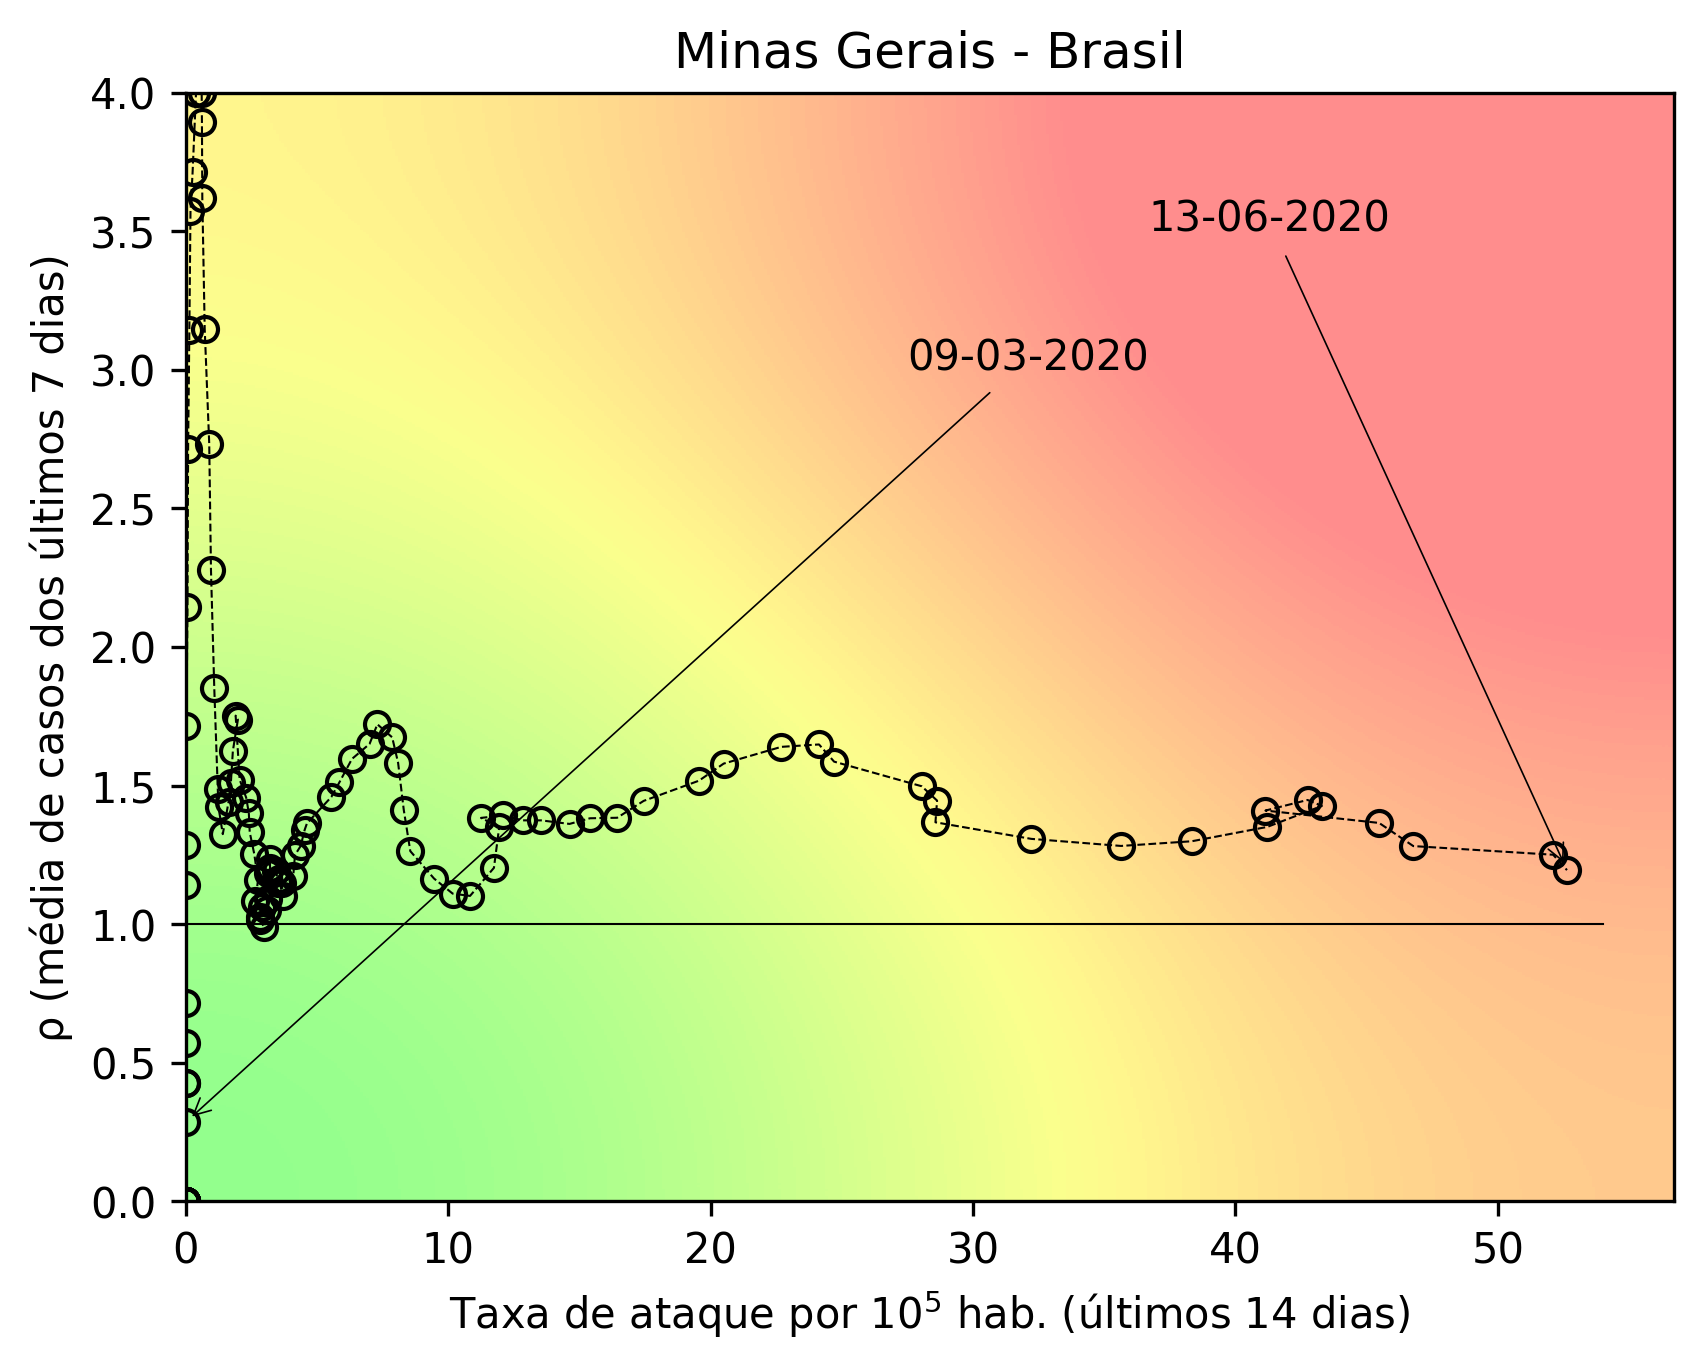 Minas Gerais - Brasil
4.0
3.5
3.0
2.5
2.0
1.5
1.0
0.5
0.0
ρ (média de casos dos últimos 7 dias)
13-06-2020
09-03-2020
0 10 20 30 40 50
Taxa de ataque por 10⁵ hab. (últimos 14 dias)